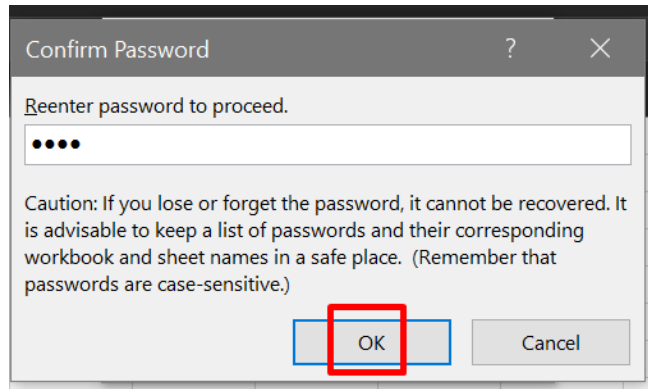 Confirm Password
Reenter password to proceed.
••••
Caution: If you lose or forget the password, it cannot be recovered. It
is advisable to keep a list of passwords and their corresponding
workbook and sheet names in a safe place.  (Remember that
passwords are case-sensitive.)
OK Cancel